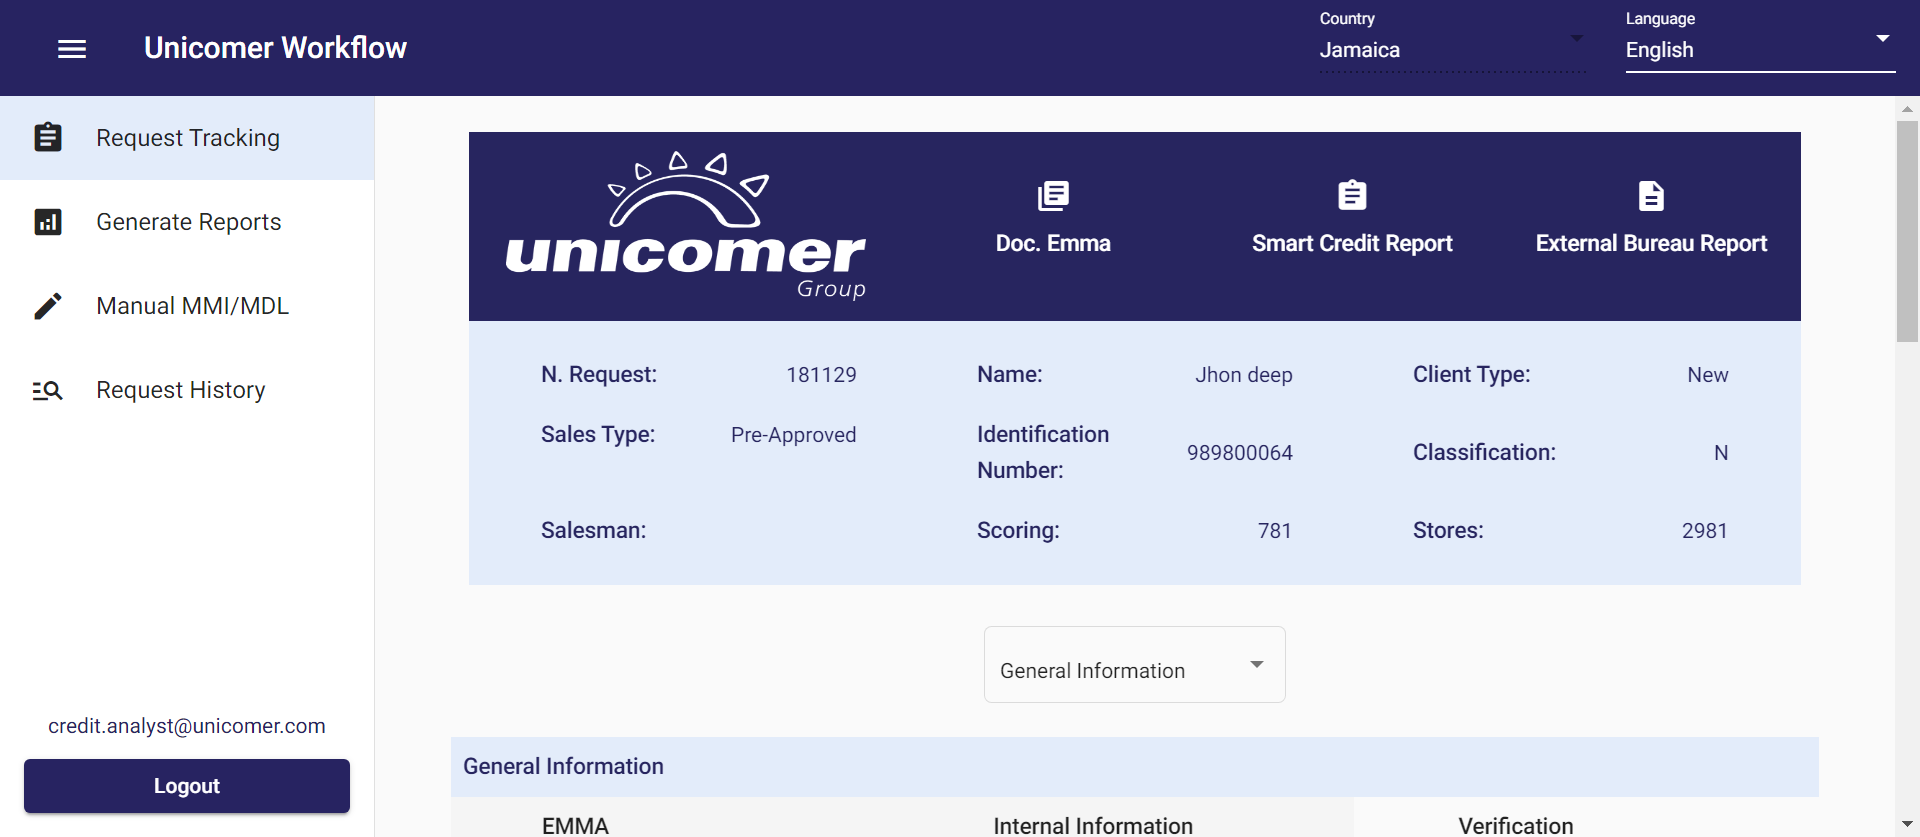 Unicomer Workflow
Country
Jamaica
Language
English
Request Tracking
Generate Reports
Manual MMI/MDL
Request History
credit.analyst@unicomer.com
Logout
unicomer
Group
Doc. Emma
Smart Credit Report
External Bureau Report
N. Request: 181129
Name: Jhon deep
Client Type: New
Sales Type: Pre-Approved
Identification
Number: 989800064
Classification: N
Salesman:
Scoring: 781
Stores: 2981
General Information
General Information
EMMA
Internal Information
Verification